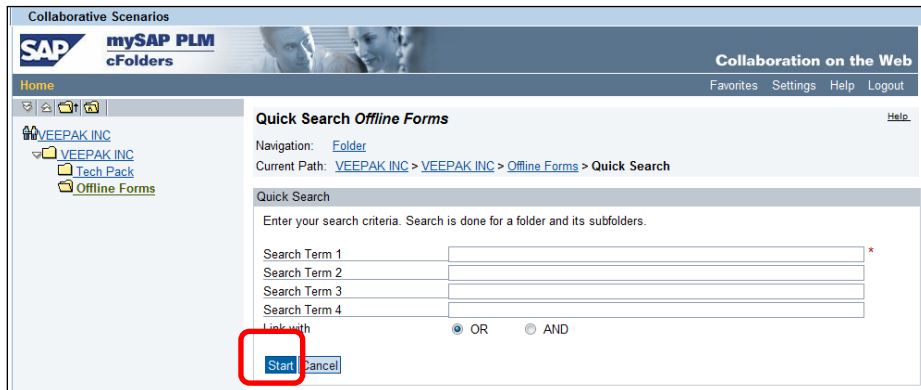 Collaborative Scenarios
SAP mySAP PLM
cFolders
Collaboration on the Web
Home Favorites Settings Help Logout
VEEPAK INC
VEEPAK INC
Tech Pack
Offline Forms
Quick Search Offline Forms Help
Navigation: Folder
Current Path: VEEPAK INC > VEEPAK INC > Offline Forms > Quick Search
Quick Search
Enter your search criteria. Search is done for a folder and its subfolders.
Search Term 1 *
Search Term 2
Search Term 3
Search Term 4
Link with OR AND
Start Cancel